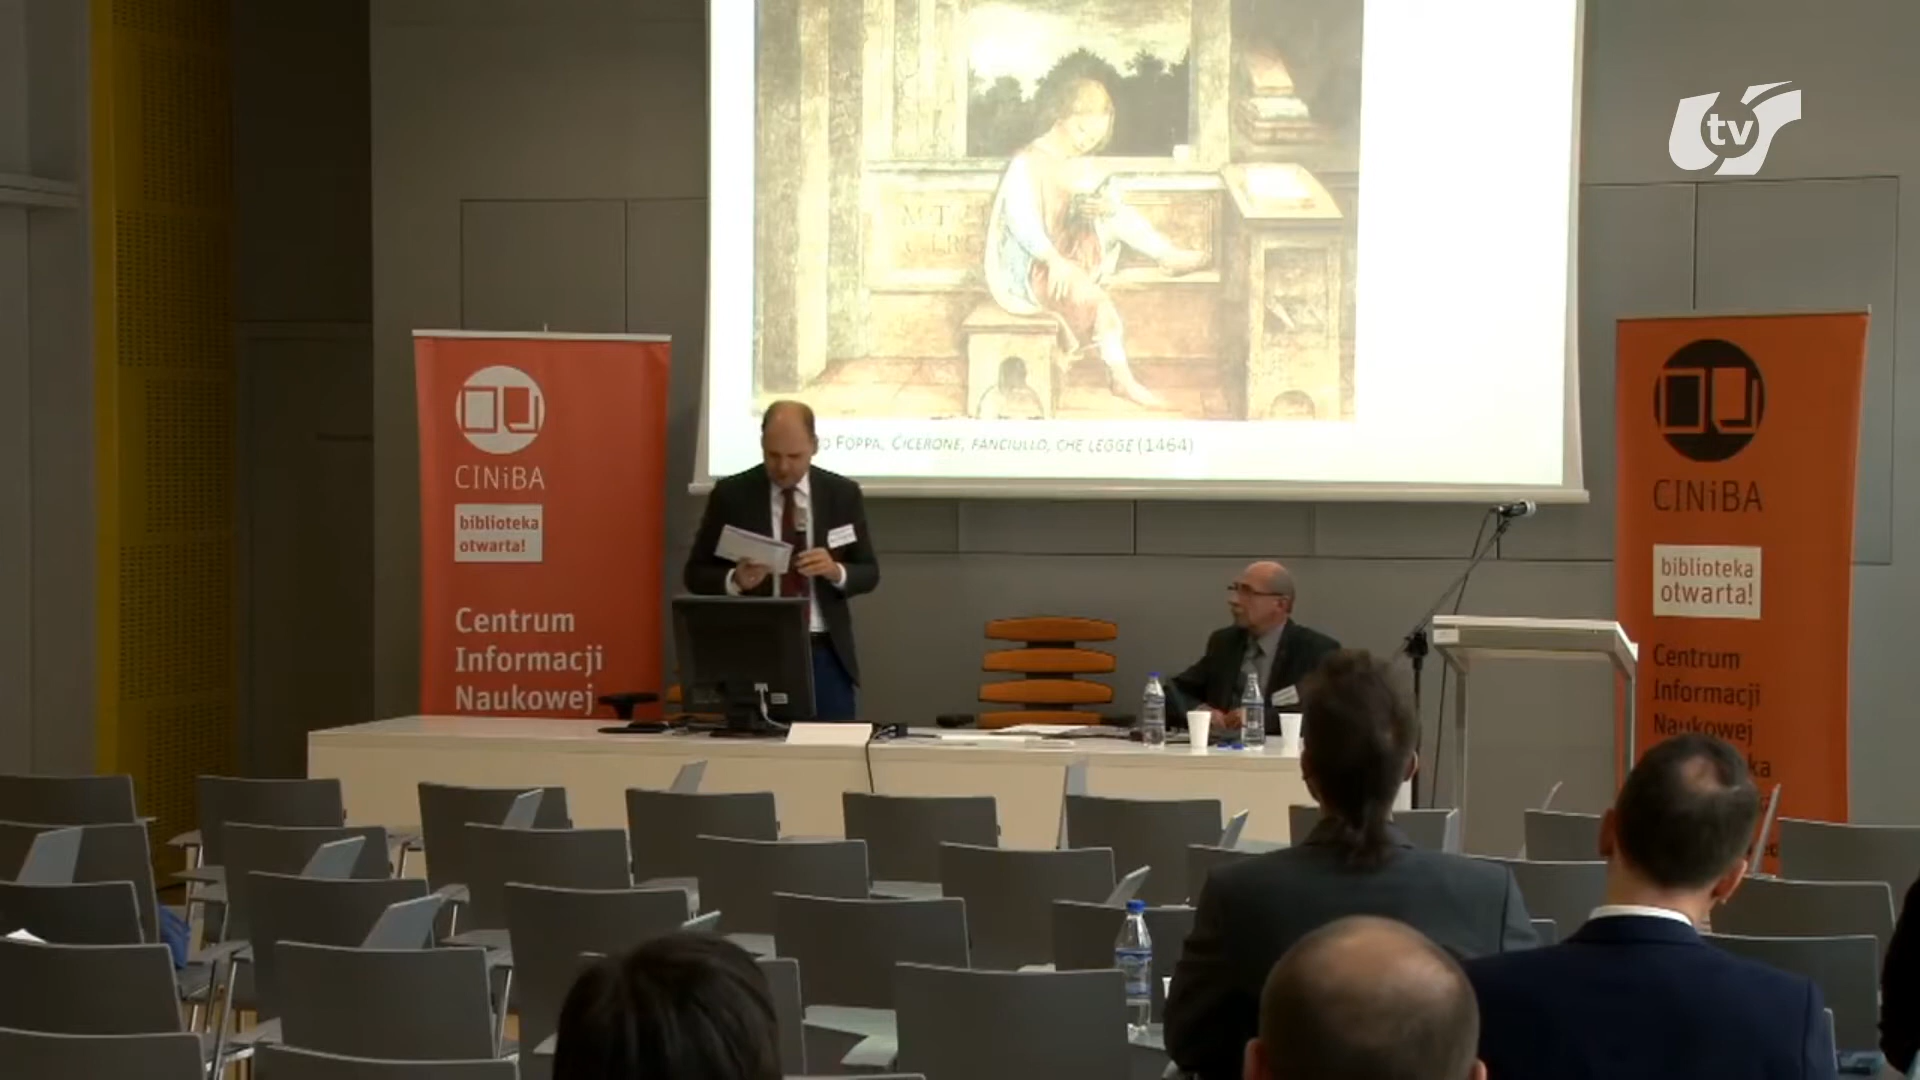 tv
O FOPPA, CICERONE, FANCIULLO, CHE LEGGE (1464)
CINiBA
biblioteka
otwarta!
Centrum
Informacji
Naukowej
CINiBA
biblioteka
otwarta!
Centrum
Informacji
Naukowej
ka